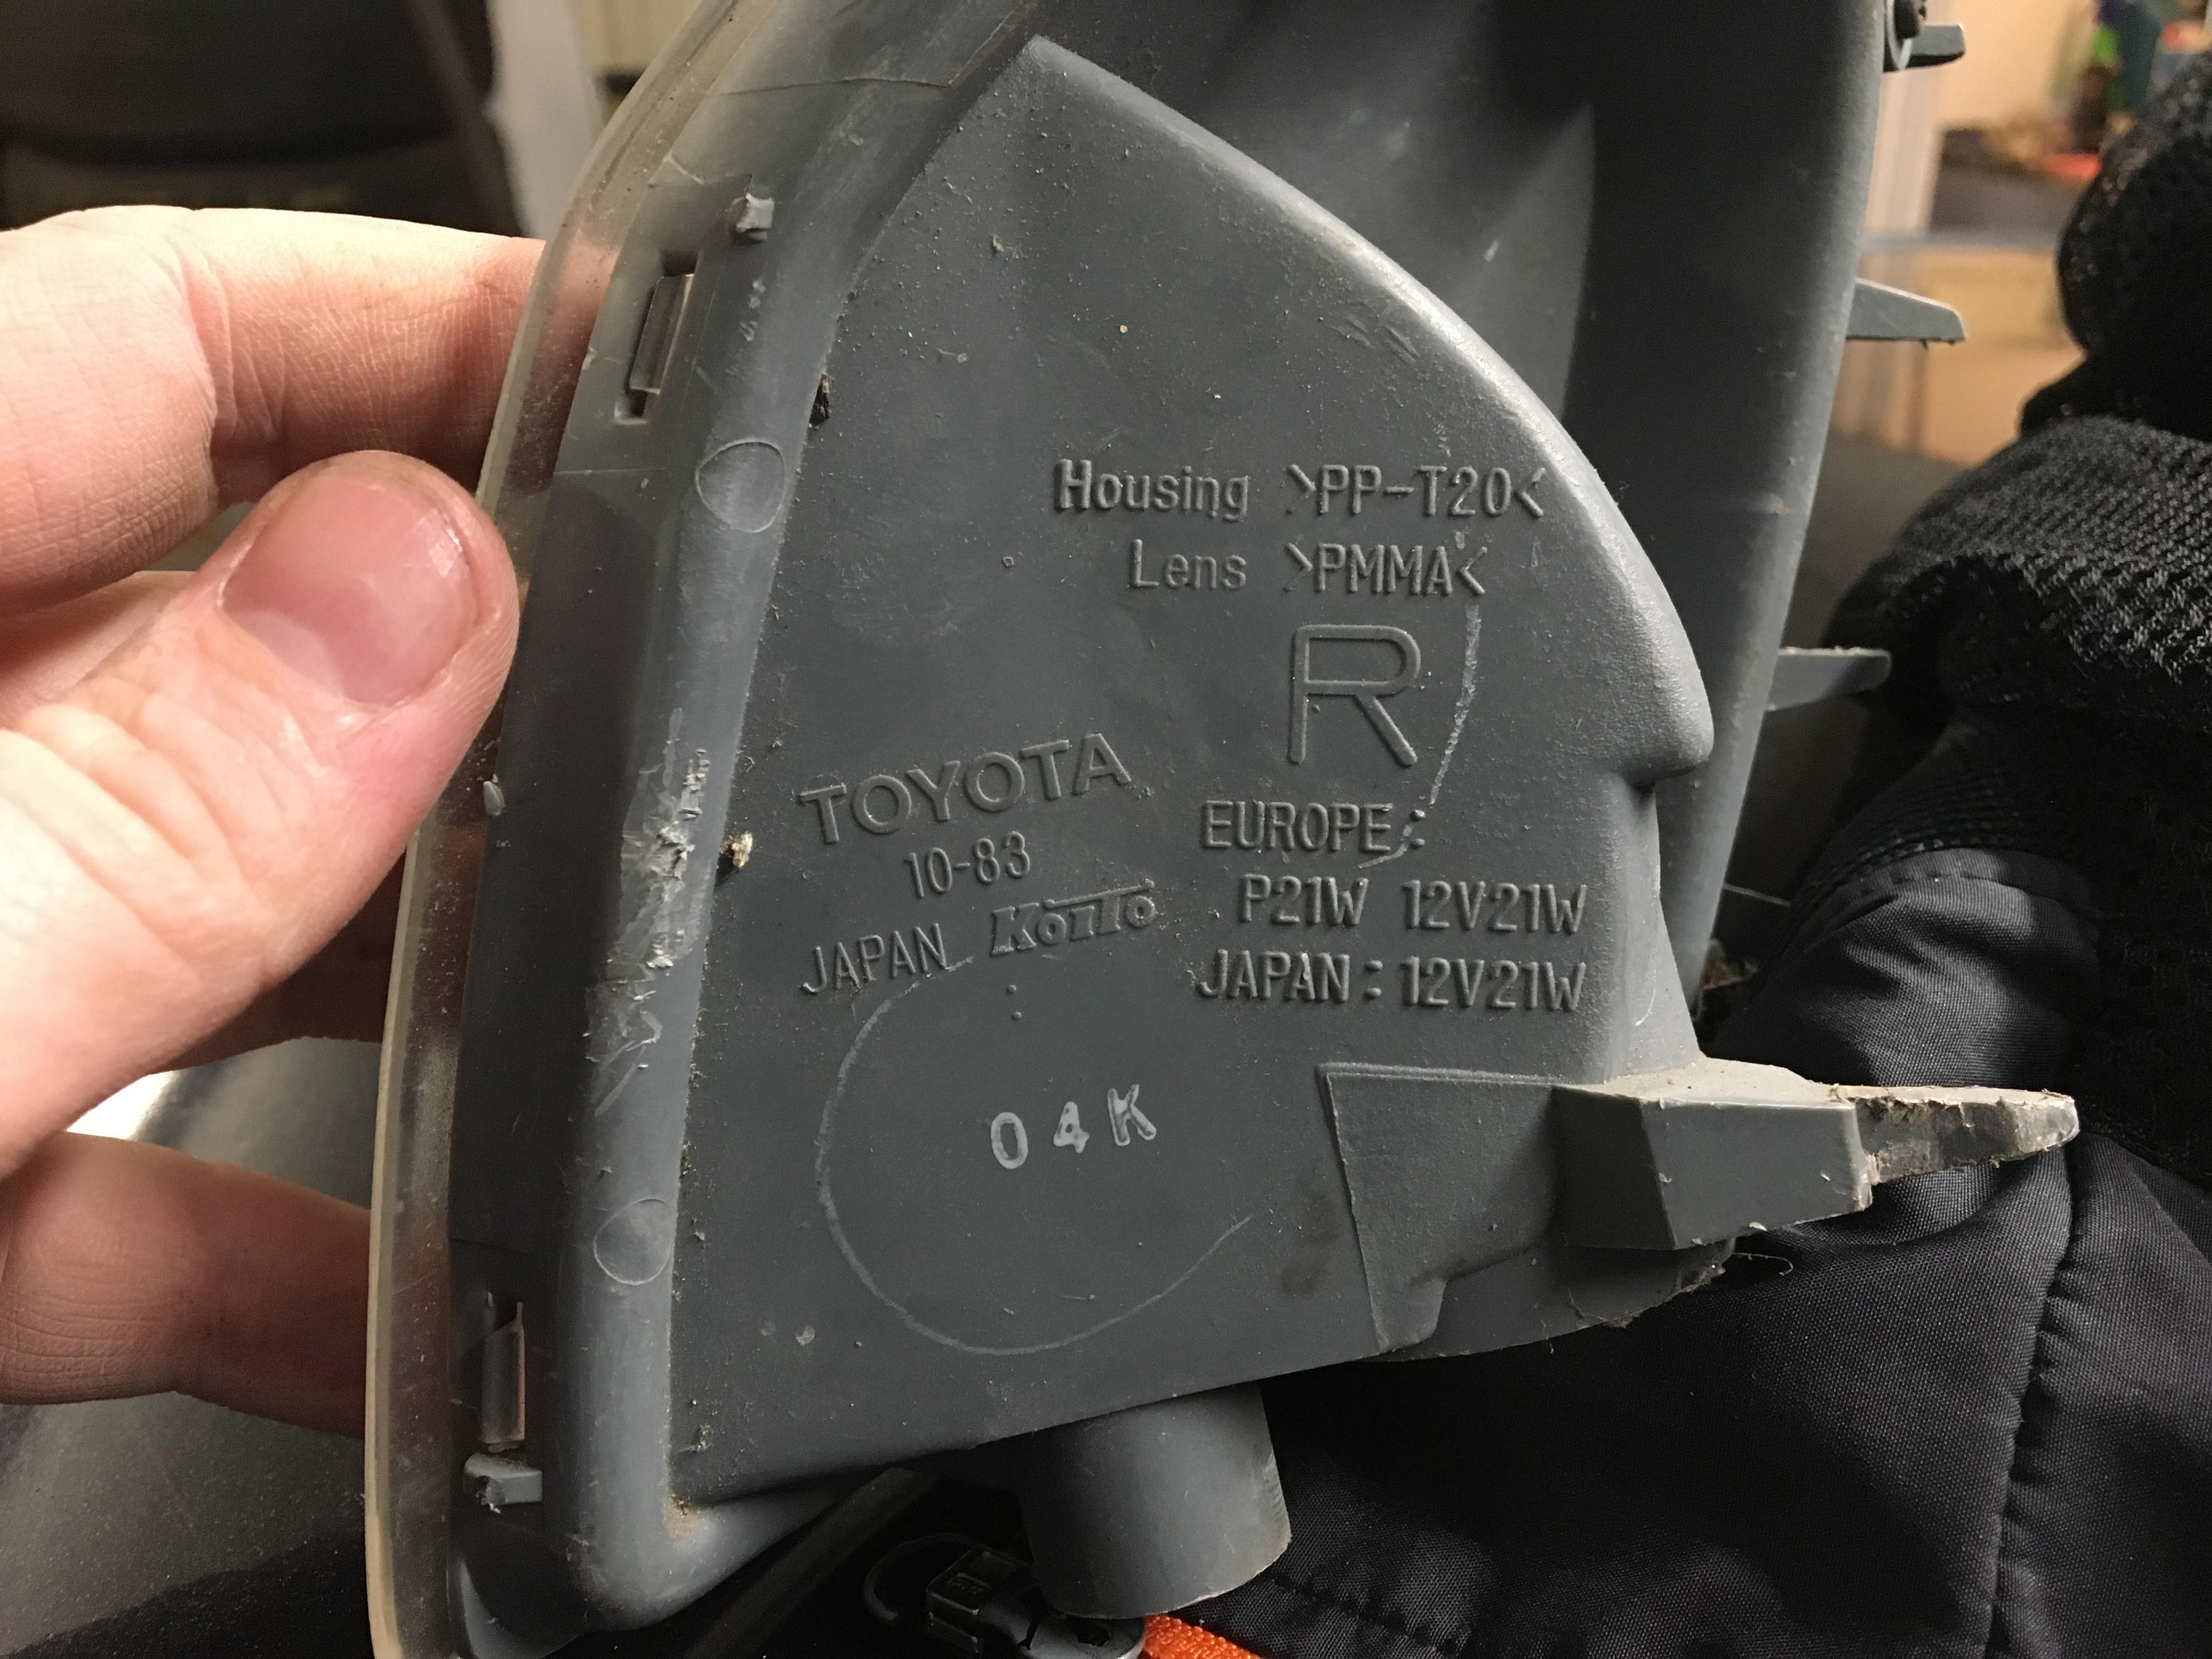 Housing >PP-T20<
Lens >PMMA<
R
TOYOTA
10-83
JAPAN KOITO
EUROPE:
P21W 12V21W
JAPAN: 12V21W
04K